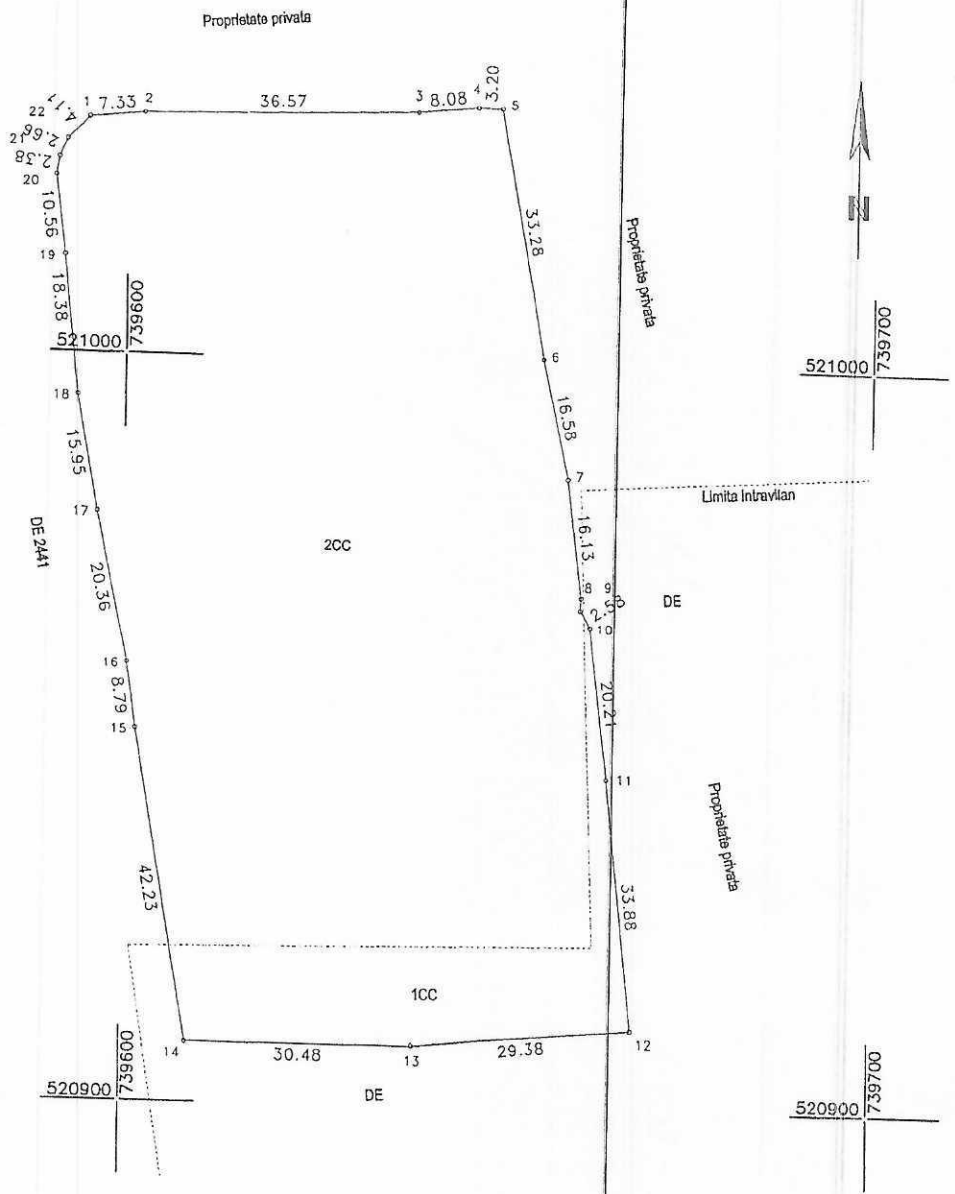 Proprietate privata
22 1 7.33 2 36.57 3 8.08 4 3.20 5
4.11
2.66
21
2.38
20
10.56
19
18.38
33.28
N
Proprietate privata
521000 739600
521000 739700
6
18
15.95
16.58
7
Limita Intravilan
17
DE 2441
2CC
16.13
20.36
8 9
DE
10
16
8.79
20.21
15
11
Proprietate privata
42.23
33.88
1CC
12
14 30.48 13 29.38
520900 739600
DE
520900 739700